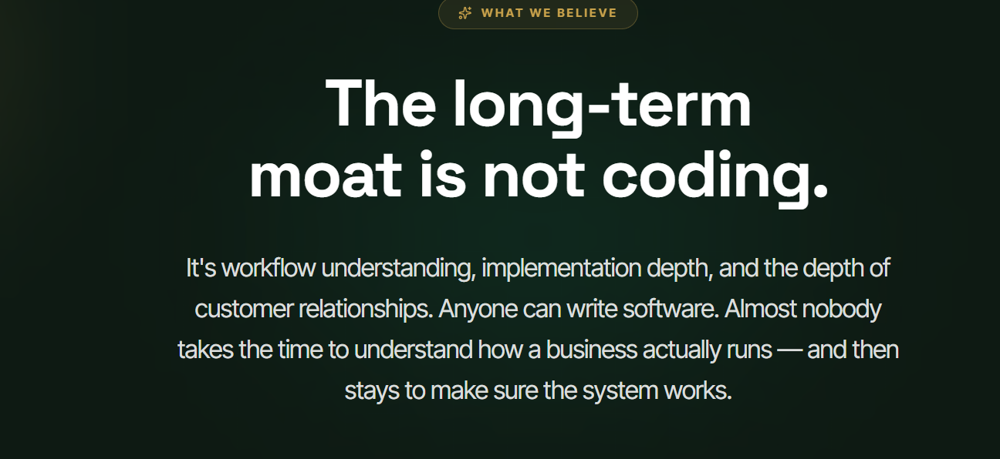 WHAT WE BELIEVE
The long-term
moat is not coding.
It's workflow understanding, implementation depth, and the depth of
customer relationships. Anyone can write software. Almost nobody
takes the time to understand how a business actually runs — and then
stays to make sure the system works.